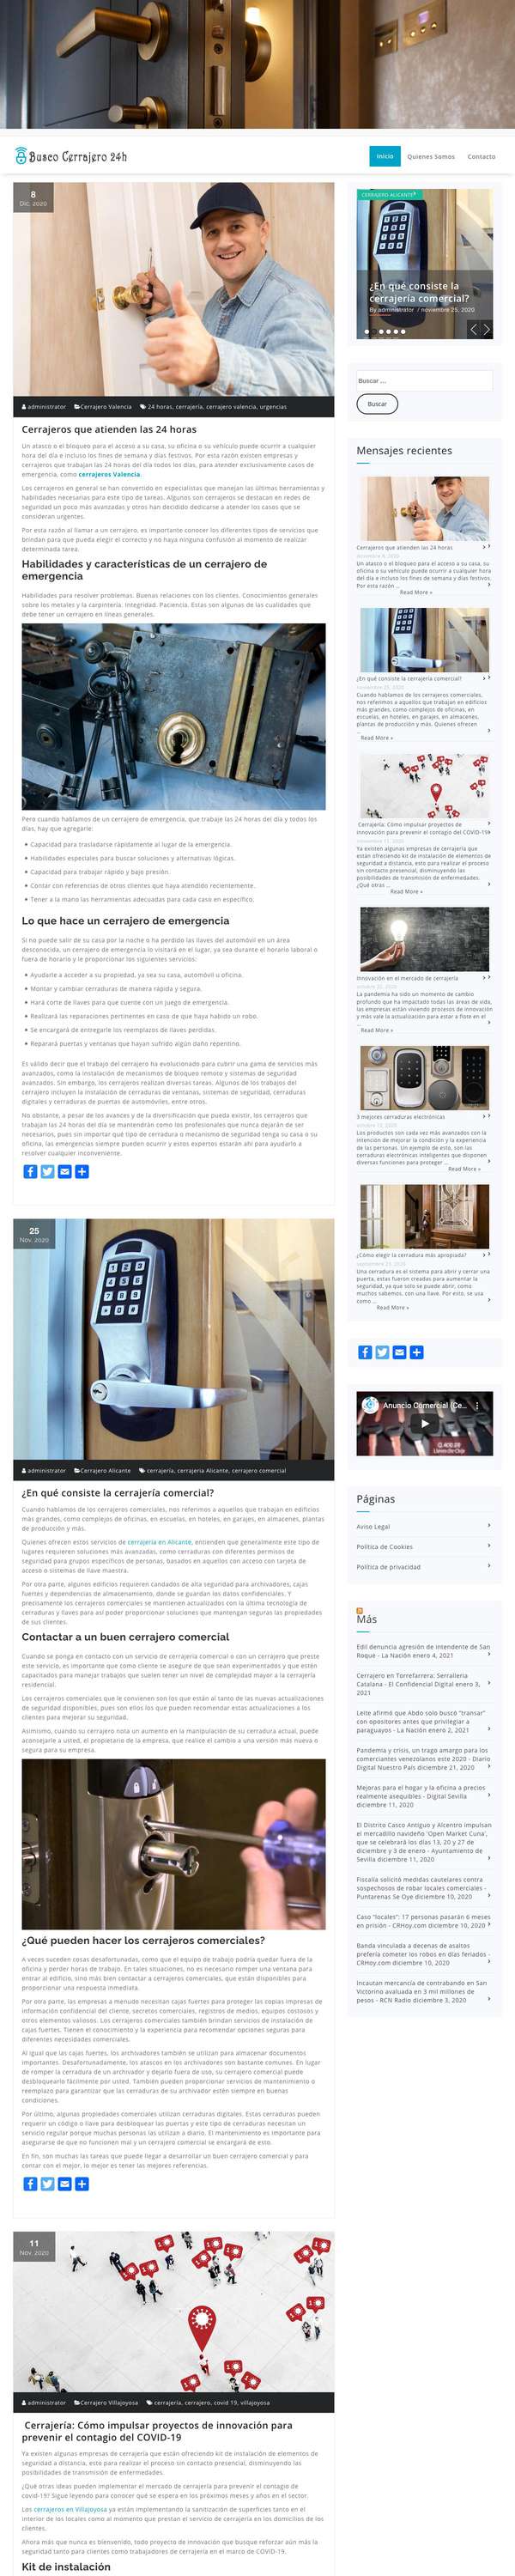 Busco Cerrajero 24h
Inicio
Quienes Somos
Contacto
8
Dic, 2020
administrator
Cerrajero Valencia
24 horas, cerrajería, cerrajero valencia, urgencias
Cerrajeros que atienden las 24 horas
Un atasco o el bloqueo para el acceso a su casa, su oficina o su vehículo puede ocurrir a cualquier
hora del día e incluso los fines de semana y días festivos. Por esta razón existen empresas y
cerrajeros que trabajan las 24 horas del día todos los días, para atender exclusivamente casos de
emergencia, como cerrajeros Valencia.
Los cerrajeros en general se han convertido en especialistas que manejan las últimas herramientas y
habilidades necesarias para este tipo de tareas. Algunos son cerrajeros se destacan en redes de
seguridad un poco más avanzadas y otros han decidido dedicarse a solucionar los casos que se
consideran urgentes.
Por esta razón al llamar a un cerrajero, es importante conocer los diferentes tipos de servicios que
brindan para que pueda elegir el correcto y no haya ninguna confusión al momento de realizar
determinada tarea.
Habilidades y características de un cerrajero de
emergencia
Habilidades para resolver problemas. Buenas relaciones con los clientes. Conocimientos generales
sobre los metales y la carpintería. Integridad. Paciencia. Estas son algunas de las cualidades que
debe tener un cerrajero en líneas generales.
Pero cuando hablamos de un cerrajero de emergencia, que trabaje las 24 horas del día y todos los
días, hay que agregarle:
Capacidad para trasladarse rápidamente al lugar de la emergencia.
Habilidades especiales para buscar soluciones y alternativas lógicas.
Capacidad para trabajar rápido y bajo presión.
Contar con referencias de otros clientes que haya atendido recientemente.
Tener a la mano las herramientas adecuadas para cada caso en específico.
Lo que hace un cerrajero de emergencia
Si no puede salir de su casa por la noche o ha perdido las llaves del automóvil en un área
desconocida, un cerrajero de emergencia lo visitará en el lugar, ya sea durante el horario laboral o
fuera de horario y le proporcionar los siguientes servicios:
Ayudarte a acceder a su propiedad, ya sea su casa, automóvil u oficina.
Montar y cambiar cerraduras de manera rápida y segura.
Hará corte de llaves para que cuente con un juego de emergencia.
Realizará las reparaciones pertinentes en caso de que haya habido un robo.
Se encargará de entregarle los reemplazos de llaves perdidas.
Reparará puertas y ventanas que hayan sufrido algún daño repentino.
Es válido decir que el trabajo del cerrajero ha evolucionado para cubrir una gama de servicios más
avanzados, como la instalación de mecanismos de bloqueo remoto y sistemas de seguridad
avanzados. Sin embargo, los cerrajeros realizan diversas tareas. Algunos de los trabajos del
cerrajero incluyen la instalación de cerraduras de ventanas, sistemas de seguridad, cerraduras
digitales y cerraduras de puertas de automóviles, entre otros.
No obstante, a pesar de los avances y de la diversificación que pueda existir, los cerrajeros que
trabajan las 24 horas del día se mantendrán como los profesionales que nunca dejarán de ser
necesarios, pues sin importar qué tipo de cerradura o mecanismo de seguridad tenga su casa o su
oficina, las emergencias siempre pueden ocurrir y estos expertos estarán ahí para ayudarlo a
resolver cualquier inconveniente.
25
Nov, 2020
administrator
Cerrajero Alicante
cerrajería, cerrajeria Alicante, cerrajero comercial
¿En qué consiste la cerrajería comercial?
Cuando hablamos de los cerrajeros comerciales, nos referimos a aquellos que trabajan en edificios
más grandes, como complejos de oficinas, en escuelas, en hoteles, en garajes, en almacenes, plantas
de producción y más.
Quienes ofrecen estos servicios de cerrajeria en Alicante, entienden que generalmente este tipo de
lugares requieren soluciones más avanzadas, como cerraduras con diferentes permisos de
seguridad para grupos específicos de personas, basados en aquellos con acceso con tarjeta de
acceso o sistemas de llave maestra.
Por otra parte, algunos edificios requieren candados de alta seguridad para archivadores, cajas
fuertes y dependencias de almacenamiento, donde se guardan los datos confidenciales. Y
precisamente los cerrajeros comerciales se mantienen actualizados con la última tecnología de
cerraduras y llaves para así poder proporcionar soluciones que mantengan seguras las propiedades
de sus clientes.
Contactar a un buen cerrajero comercial
Cuando se ponga en contacto con un servicio de cerrajería comercial o con un cerrajero que preste
este servicio, es importante que como cliente se asegure de que sean experimentados y que estén
capacitados para manejar trabajos que suelen tener un nivel de complejidad mayor a la cerrajería
residencial.
Los cerrajeros comerciales que le convienen son los que están al tanto de las nuevas actualizaciones
de seguridad disponibles, pues son ellos los que pueden recomendar estas actualizaciones a los
clientes para mejorar su seguridad.
Asimismo, cuando su cerrajero nota un aumento en la manipulación de su cerradura actual, puede
aconsejarle a usted, el propietario de la empresa, que realice el cambio a una versión más nueva o
segura para su empresa.
¿Qué pueden hacer los cerrajeros comerciales?
A veces suceden cosas desafortunadas, como que el equipo de trabajo podría quedar fuera de la
oficina y perder horas de trabajo. En tales situaciones, no es necesario romper una ventana para
entrar al edificio, sino más bien contactar a cerrajeros comerciales, que están disponibles para
proporcionar una respuesta inmediata.
Por otra parte, las empresas a menudo necesitan cajas fuertes para proteger las copias impresas de
información confidencial del cliente, secretos comerciales, registros de medios, equipos costosos y
otros elementos valiosos. Los cerrajeros comerciales también brindan servicios de instalación de
cajas fuertes. Tienen el conocimiento y la experiencia para recomendar opciones seguras para
diferentes necesidades comerciales.
Al igual que las cajas fuertes, los archivadores también se utilizan para almacenar documentos
importantes. Desafortunadamente, los atascos en los archivadores son bastante comunes. En lugar
de romper la cerradura de un archivador y dejarlo fuera de uso, su cerrajero comercial puede
desbloquearlo fácilmente por usted. También pueden proporcionar servicios de mantenimiento o
reemplazo para garantizar que las cerraduras de su archivador estén siempre en buenas
condiciones.
Por último, algunas propiedades comerciales utilizan cerraduras digitales. Estas cerraduras pueden
requerir un código o llave para desbloquear las puertas y este tipo de cerraduras necesitan un
servicio regular porque muchas personas las utilizan a diario. El mantenimiento es importante para
asegurarse de que no funcionen mal y un cerrajero comercial se encargará de esto.
En fin, son muchas las tareas que puede llegar a desarrollar un buen cerrajero comercial y para
contar con el mejor, lo mejor es tener las mejores referencias.
11
Nov, 2020
administrator
Cerrajero Villajoyosa
cerrajería, cerrajero, covid 19, villajoyosa
Cerrajería: Cómo impulsar proyectos de innovación para
prevenir el contagio del COVID-19
Ya existen algunas empresas de cerrajería que están ofreciendo kit de instalación de elementos de
seguridad a distancia, esto para realizar el proceso sin contacto presencial, disminuyendo las
posibilidades de transmisión de enfermedades.
¿Qué otras ideas pueden implementar el mercado de cerrajería para prevenir el contagio de
covid-19? Sigue leyendo para conocer qué se espera en los próximos meses y años en el sector.
Los cerrajeros en Villajoyosa ya están implementando la sanitización de superficies tanto en el
interior de los locales como al momento que prestan el servicio de cerrajería en los domicilios de los
clientes.
Ahora más que nunca es bienvenido, todo proyecto de innovación que busque reforzar aún más la
seguridad tanto para clientes como trabajadores de cerrajería en el marco de COVID-19.
Kit de instalación
CERRAJERO ALICANTE
¿En qué consiste la
cerrajería comercial?
By administrator / noviembre 25, 2020
Buscar …
Buscar
Mensajes recientes
Cerrajeros que atienden las 24 horas
diciembre 8, 2020
Un atasco o el bloqueo para el acceso a su casa, su
oficina o su vehículo puede ocurrir a cualquier hora
del día e incluso los fines de semana y días festivos.
Por esta razón ...
Read More »
¿En qué consiste la cerrajería comercial?
noviembre 25, 2020
Cuando hablamos de los cerrajeros comerciales,
nos referimos a aquellos que trabajan en edificios
más grandes, como complejos de oficinas, en
escuelas, en hoteles, en garajes, en almacenes,
plantas de producción y más. Quienes ofrecen
...
Read More »
Cerrajería: Cómo impulsar proyectos de
innovación para prevenir el contagio del COVID-19
noviembre 11, 2020
Ya existen algunas empresas de cerrajería que
están ofreciendo kit de instalación de elementos de
seguridad a distancia, esto para realizar el proceso
sin contacto presencial, disminuyendo las
posibilidades de transmisión de enfermedades.
¿Qué otras ...
Read More »
Innovación en el mercado de cerrajería
La pandemia ha sido un momento de cambio
profundo que ha impactado todas las áreas de vida,
las empresas están viviendo procesos de innovación
y más vale la actualización para estar a flote en el
...
Read More »
3 mejores cerraduras electrónicas
Los productos son cada vez más avanzados con la
intención de mejorar la condición y la experiencia
de las personas. Un ejemplo de esto, son las
cerraduras electrónicas inteligentes que disponen
diversas funciones para proteger ...
Read More »
¿Cómo elegir la cerradura más apropiada?
Una cerradura es el sistema para abrir y cerrar una
puerta, estas fueron creadas para aumentar la
seguridad, ya que solo se puede abrir, como
muchos sabemos, con una llave. Por esto, se usa
como ...
Read More »
Anuncio Comercial (Ce...
Páginas
Aviso Legal
Política de Cookies
Política de privacidad
Más
Edil denuncia agresión de intendente de San
Roque - La Nación enero 4, 2021
Cerrajero en Torrefarrera: Serralleria
Catalana - El Confidencial Digital enero 3,
2021
Leite afirmó que Abdo solo buscó "transar"
con opositores antes que privilegiar a
paraguayos - La Nación enero 2, 2021
Pandemia y crisis, un trago amargo para los
comerciantes venezolanos este 2020 - Diario
Digital Nuestro País diciembre 21, 2020
Mejoras para el hogar y la oficina a precios
realmente asequibles - Digital Sevilla
diciembre 11, 2020
El Distrito Casco Antiguo y Alcentro impulsan
el mercadillo navideño 'Open Market Cuna',
que se celebrará los días 13, 20 y 27 de
diciembre y 3 de enero - Ayuntamiento de
Sevilla diciembre 11, 2020
Fiscalía solicitó medidas cautelares contra
sospechosos de robar locales comerciales -
Puntarenas Se Oye diciembre 10, 2020
Caso "locales": 17 personas pasarán 6 meses
en prisión - CRHoy.com diciembre 10, 2020
Banda vinculada a decenas de asaltos
prefería cometer los robos en días feriados -
CRHoy.com diciembre 10, 2020
Incautan mercancía de contrabando en San
Victorino avaluada en 3 mil millones de
pesos - RCN Radio diciembre 3, 2020